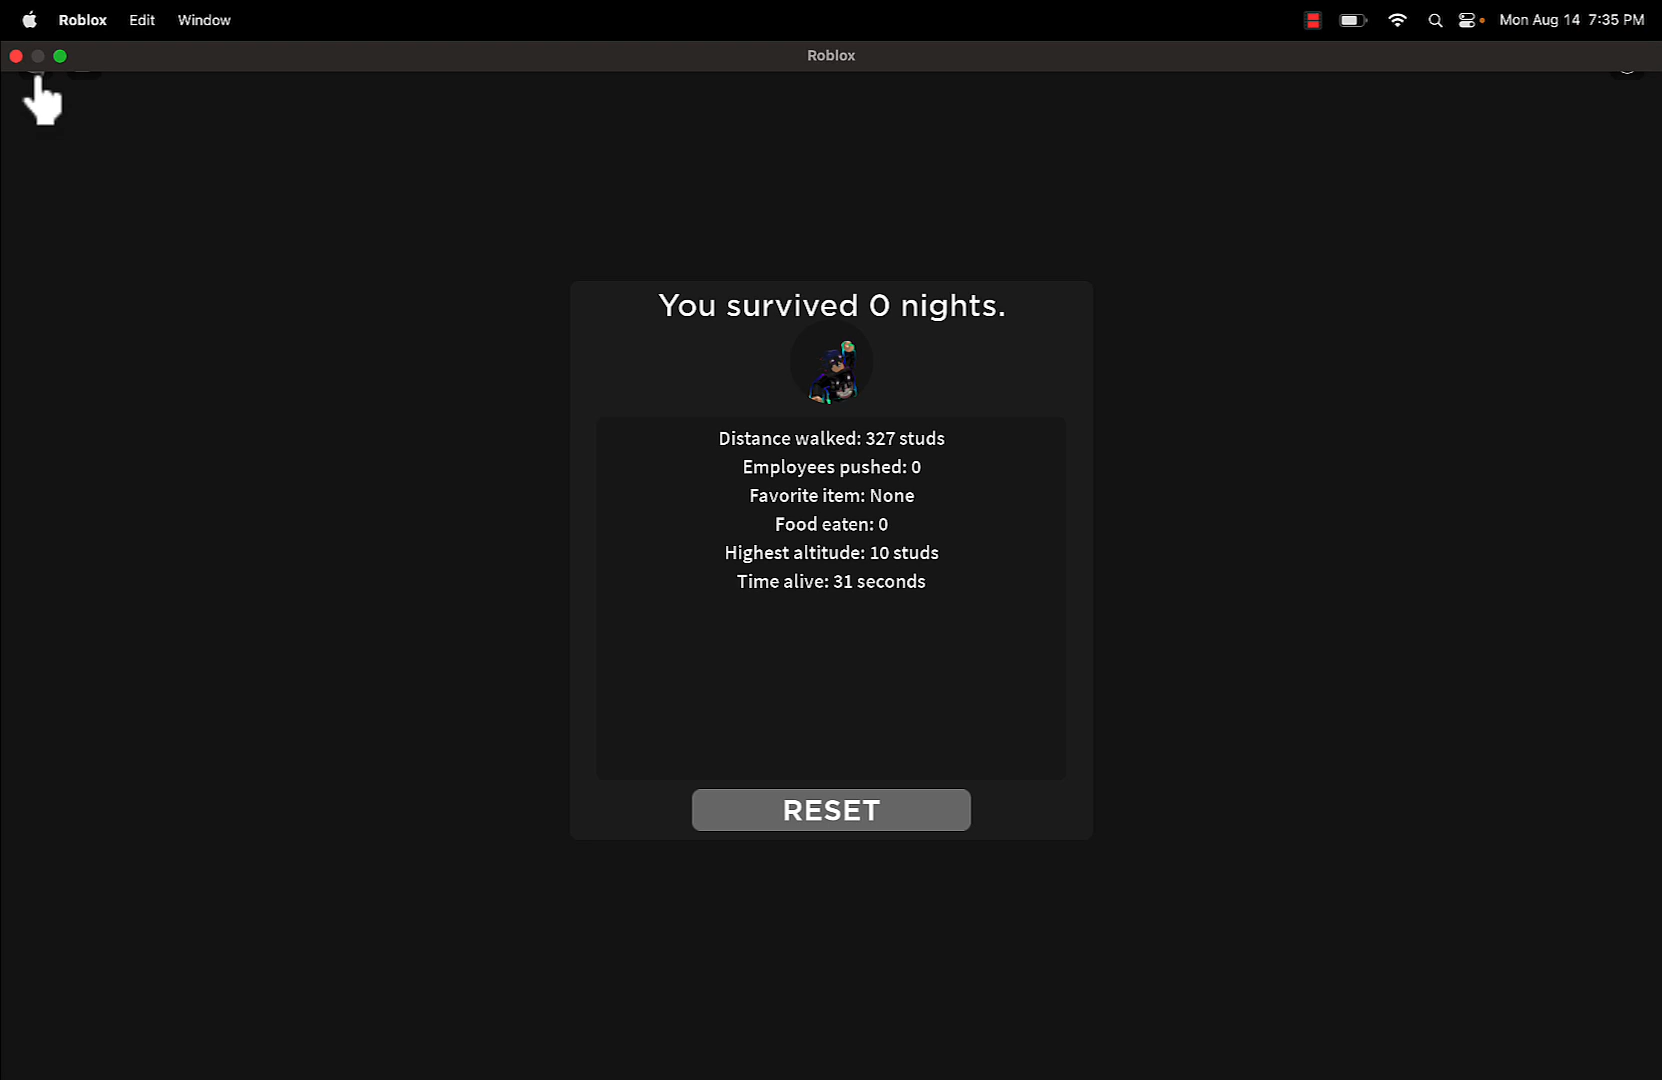 Roblox Edit Window Mon Aug 14 7:35 PM
Roblox
You survived 0 nights.
Distance walked: 327 studs
Employees pushed: 0
Favorite item: None
Food eaten: 0
Highest altitude: 10 studs
Time alive: 31 seconds
RESET